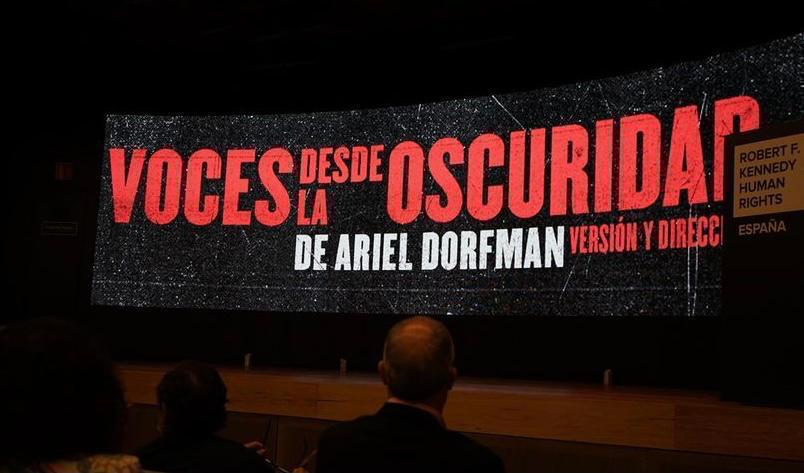 VOCES DESDE LA OSCURIDAD
DE ARIEL DORFMAN VERSIÓN Y DIRECC
ROBERT F.
KENNEDY
HUMAN
RIGHTS
ESPAÑA